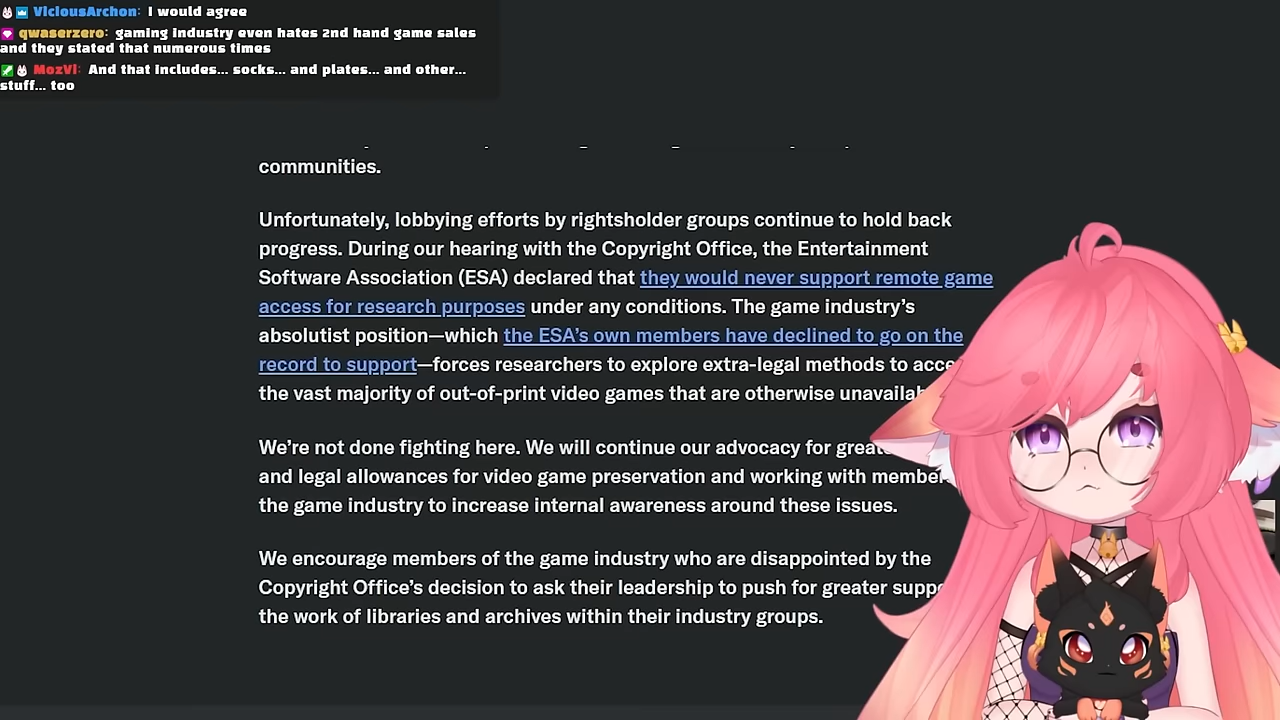 ViciousArchon: I would agree
qwaserzero: gaming industry even hates 2nd hand game sales
and they stated that numerous times
MozVi: And that includes... socks... and plates... and other...
stuff... too
communities.
Unfortunately, lobbying efforts by rightsholder groups continue to hold back
progress. During our hearing with the Copyright Office, the Entertainment
Software Association (ESA) declared that they would never support remote game
access for research purposes under any conditions. The game industry's
absolutist position—which the ESA's own members have declined to go on the
record to support—forces researchers to explore extra-legal methods to
the vast majority of out-of-print video games that are otherwise
We're not done fighting here. We will continue our advocacy for
and legal allowances for video game preservation and working with
the game industry to increase internal awareness around these issues.
We encourage members of the game industry who are disappointed by the
Copyright Office's decision to ask their leadership to push for greater
the work of libraries and archives within their industry groups.